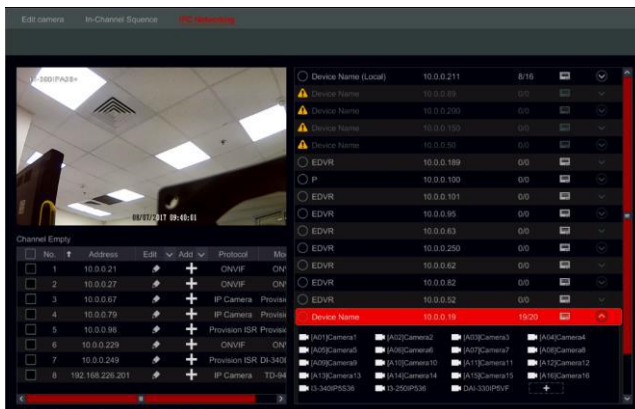 Edit camera In-Channel Squence IPC Networking
08/07/2017 09:40:01
Channel Empty
No. Address Edit Add Protocol
1 10.0.0.21 ONVIF
2 10.0.0.27 ONVIF
3 10.0.0.67 IP Camera
4 10.0.0.79 IP Camera
5 10.0.0.98 Provision ISR
6 10.0.0.229 ONVIF
7 10.0.0.249 Provision ISR
8 192.168.226.201 IP Camera TD-94
Device Name (Local) 10.0.0.211 8/16
Device Name 10.0.0.69 0/0
Device Name 10.0.0.200 0/0
Device Name 10.0.0.150 0/0
Device Name 10.0.0.50 0/0
EDVR 10.0.0.189 0/0
P 10.0.0.100 0/0
EDVR 10.0.0.101 0/0
EDVR 10.0.0.95 0/0
EDVR 10.0.0.63 0/0
EDVR 10.0.0.250 0/0
EDVR 10.0.0.62 0/0
EDVR 10.0.0.82 0/0
EDVR 10.0.0.52 0/0
Device Name 10.0.0.19 19/20
[A01]Camera1 [A02]Camera2 [A03]Camera3 [A04]Camera4
[A05]Camera5 [A06]Camera6 [A07]Camera7 [A08]Camera8
[A09]Camera9 [A10]Camera10 [A11]Camera11 [A12]Camera12
[A13]Camera13 [A14]Camera14 [A15]Camera15 [A16]Camera16
I3-340IP5S36 I3-250IP536 DAI-330IP5VF